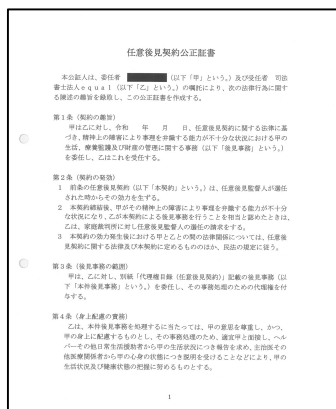 任意後見契約公正証書
本公証人は、委任者（以下「甲」という。）及び受任者　司法
書士法人ｅｑｕａｌ（以下「乙」という。）の嘱託により、次の法律行為に関す
る陳述の趣旨を録取し、この公正証書を作成する。
第１条（契約の趣旨）
甲は乙に対し、令和　　年　　月　　日、任意後見契約に関する法律に基
づき、精神上の障害により事理を弁識する能力が不十分な状況における甲の
生活、療養監護及び財産の管理に関する事務（以下「後見事務」という。）
を委任し、乙はこれを受任する。
第２条（契約の発効）
１　前条の任意後見契約（以下「本契約」という。）は、任意後見監督人が選任
された時からその効力を生ずる。
２　本契約締結後、甲がその精神上の障害により事理を弁識する能力が不十分
な状況になり、乙が本契約による後見事務を行うことを相当と認めたときは、
乙は、家庭裁判所に対し任意後見監督人の選任の請求をする。
３　本契約の効力発生後における甲と乙との間の法律関係については、任意後
見契約に関する法律及び本契約に定めるもののほか、民法の規定に従う。
第３条（後見事務の範囲）
甲は、乙に対し、別紙「代理権目録（任意後見契約）」記載の後見事務（以
下「本件後見事務」という。）を委任し、その事務処理のための代理権を付
与する。
第４条（身上配慮の責務）
乙は、本件後見事務を処理するに当たっては、甲の意思を尊重し、かつ、
甲の身上に配慮するものとし、その事務処理のため、適宜甲と面接し、ヘル
パーその他日常生活援助者から甲の生活状況につき報告を求め、主治医その
他医療関係者から甲の心身の状態につき説明を受けることなどにより、甲の
生活状況及び健康状態の把握に努めるものとする。
1